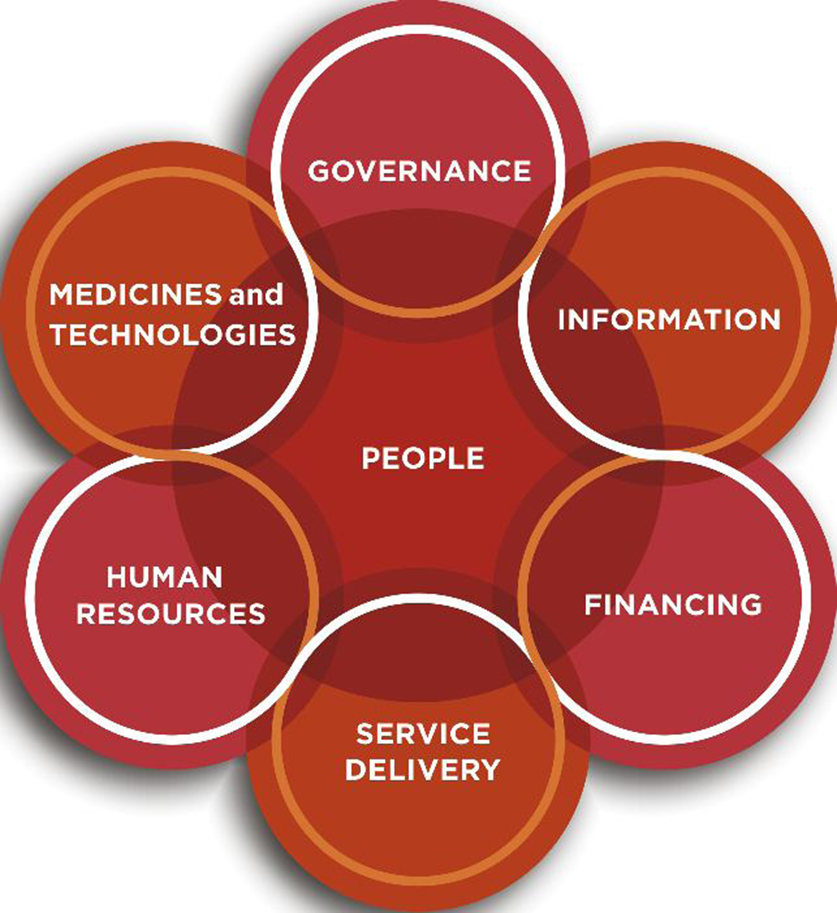 GOVERNANCE
MEDICINES and
TECHNOLOGIES
INFORMATION
PEOPLE
HUMAN
RESOURCES
FINANCING
SERVICE
DELIVERY